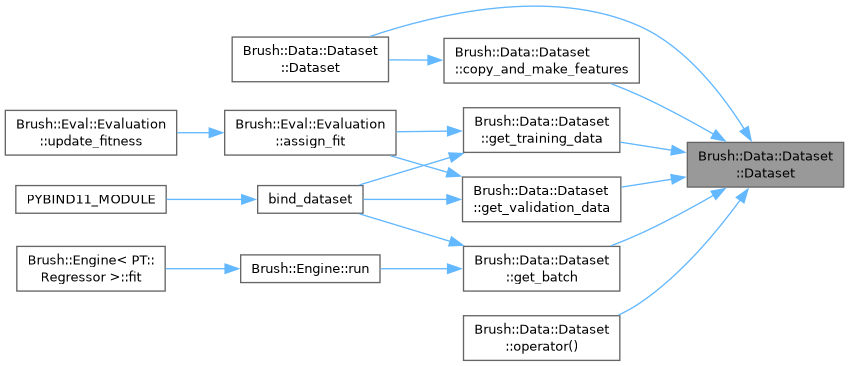 Brush::Data::Dataset
::Dataset
Brush::Data::Dataset
::copy_and_make_features
Brush::Eval::Evaluation
::update_fitness
Brush::Eval::Evaluation
::assign_fit
Brush::Data::Dataset
::get_training_data
Brush::Data::Dataset
::Dataset
PYBIND11_MODULE
bind_dataset
Brush::Data::Dataset
::get_validation_data
Brush::Engine< PT::
Regressor >::fit
Brush::Engine::run
Brush::Data::Dataset
::get_batch
Brush::Data::Dataset
::operator()